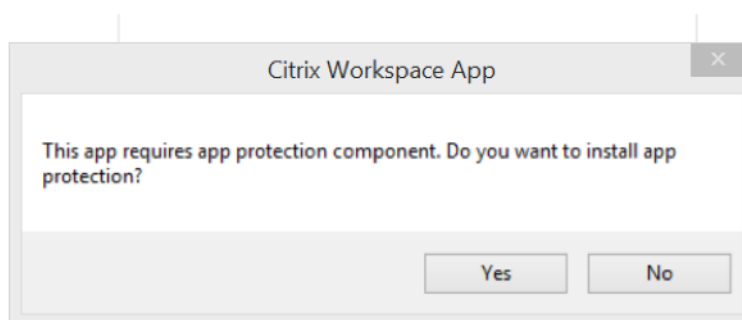 Citrix Workspace App
This app requires app protection component. Do you want to install app
protection?
Yes
No